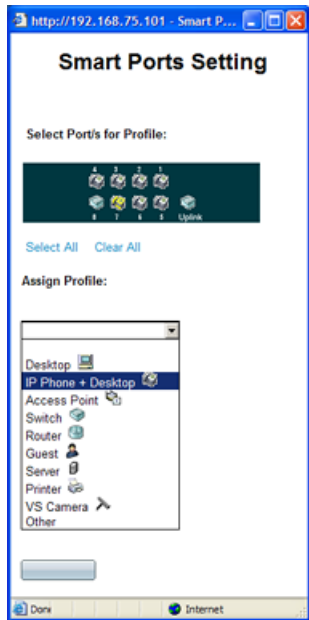 http://192.168.75.101 - Smart P...
Smart Ports Setting
Select Port/s for Profile:
4 3 2 1
8 7 6 5 Uplink
Select All Clear All
Assign Profile:
Desktop
IP Phone + Desktop
Access Point
Switch
Router
Guest
Server
Printer
VS Camera
Other
Done Internet